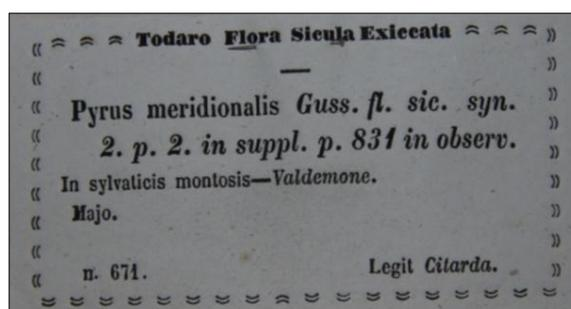 Todaro Flora Sicula Exiccata
Pyrus meridionalis Guss. fl. sic. syn.
2. p. 2. in suppl. p. 831 in observ.
In sylvaticis montosis—Valdemone.
Majo.
n. 671. Legit Citarda.